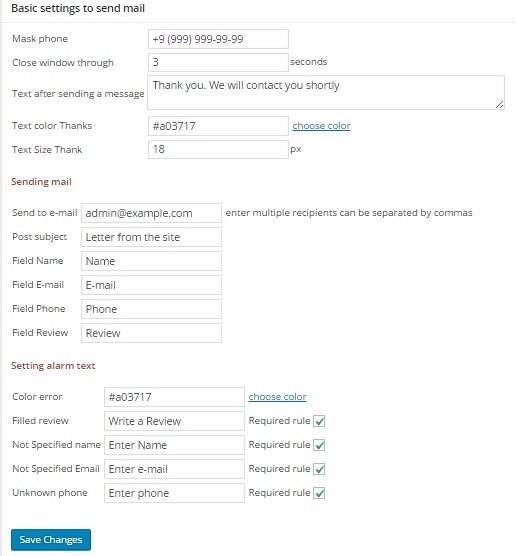 Basic settings to send mail
Mask phone +9 (999) 999-99-99
Close window through 3 seconds
Text after sending a message Thank you. We will contact you shortly
Text color Thanks #a03717 choose color
Text Size Thank 18 px
Sending mail
Send to e-mail admin@example.com enter multiple recipients can be separated by commas
Post subject Letter from the site
Field Name Name
Field E-mail E-mail
Field Phone Phone
Field Review Review
Setting alarm text
Color error #a03717 choose color
Filled review Write a Review Required rule
Not Specified name Enter Name Required rule
Not Specified Email Enter e-mail Required rule
Unknown phone Enter phone Required rule
Save Changes